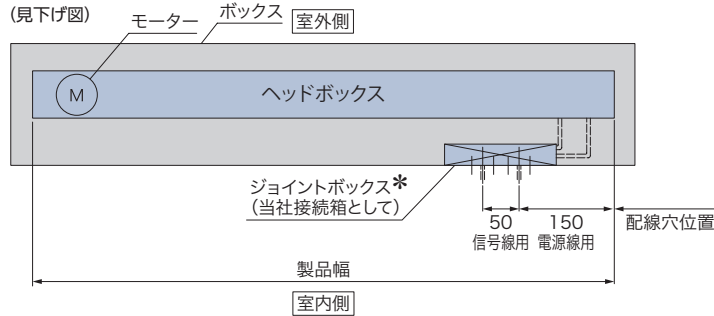 (見下げ図)
モーター
ボックス
室外側
M
ヘッドボックス
ジョイントボックス＊
(当社接続箱として)
50
150
配線穴位置
信号線用
電源線用
製品幅
室内側